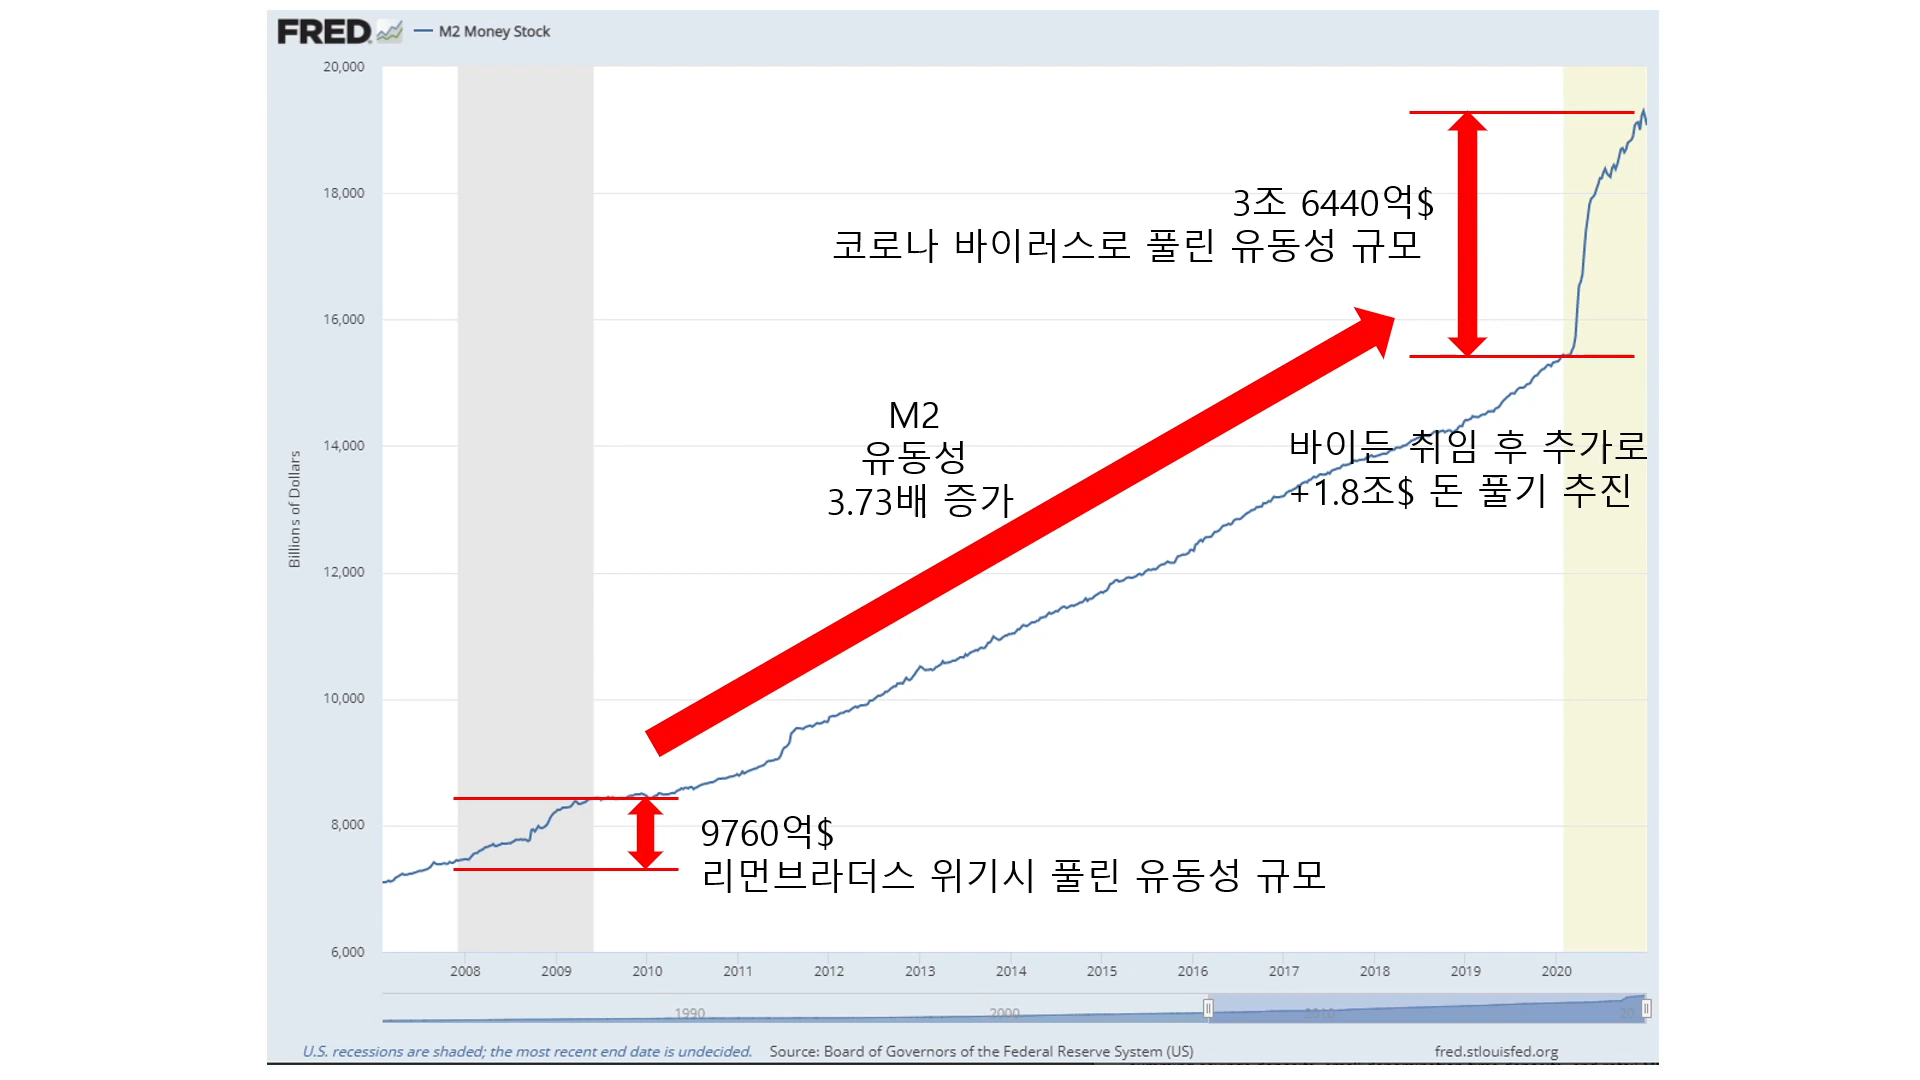 FRED M2 Money Stock
20,000
18,000
16,000
14,000
12,000
10,000
8,000
6,000
Billions of Dollars
3조 6440억$
코로나 바이러스로 풀린 유동성 규모
M2
유동성
3.73배 증가
바이든 취임 후 추가로
+1.8조$ 돈 풀기 추진
9760억$
리먼브라더스 위기시 풀린 유동성 규모
2008 2009 2010 2011 2012 2013 2014 2015 2016 2017 2018 2019 2020
1990 2000 2010 20
U.S. recessions are shaded; the most recent end date is undecided. Source: Board of Governors of the Federal Reserve System (US) fred.stlouisfed.org